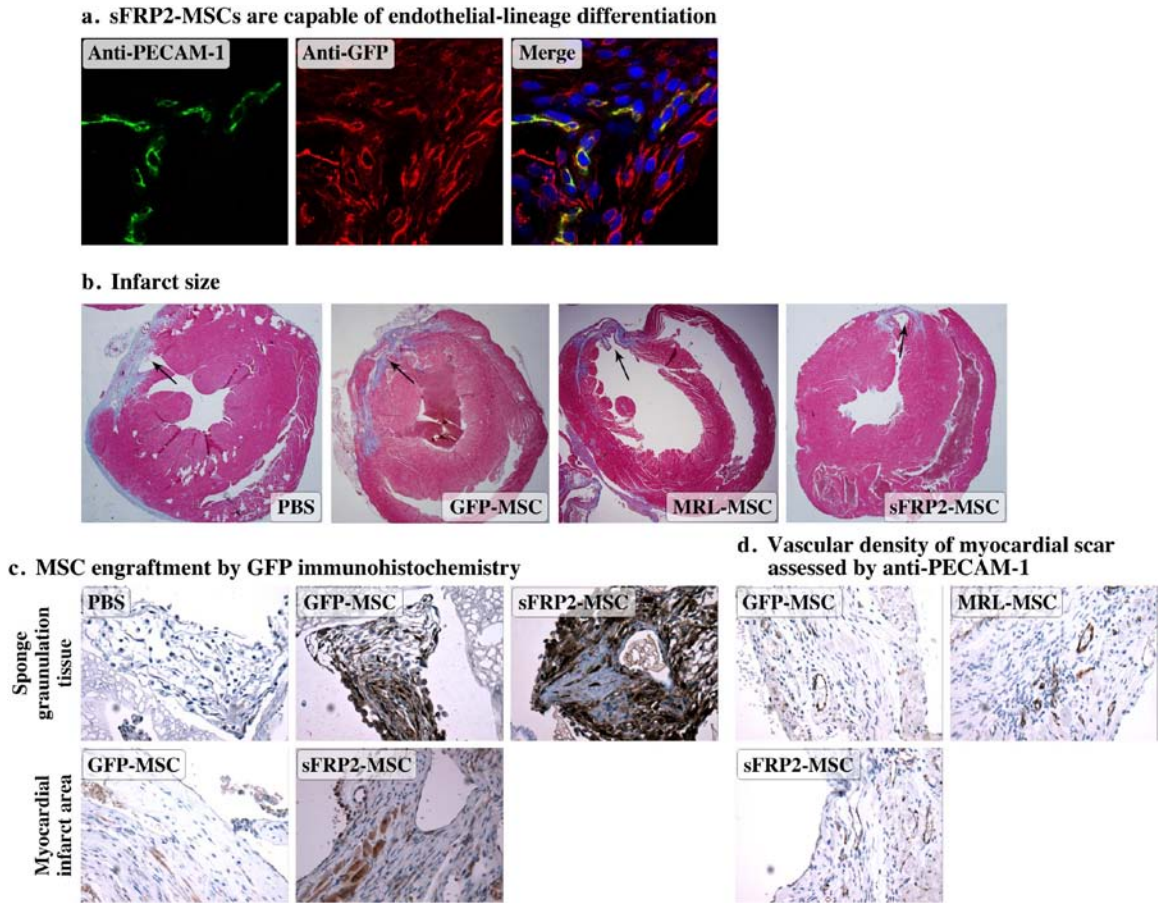 a. sFRP2-MSCs are capable of endothelial-lineage differentiation
Anti-PECAM-1
Anti-GFP
Merge
b. Infarct size
PBS
GFP-MSC
MRL-MSC
sFRP2-MSC
c. MSC engraftment by GFP immunohistochemistry
Sponge
graunulation
tissue
PBS
GFP-MSC
sFRP2-MSC
Myocardial
infarct area
GFP-MSC
sFRP2-MSC
d. Vascular density of myocardial scar
assessed by anti-PECAM-1
GFP-MSC
MRL-MSC
sFRP2-MSC